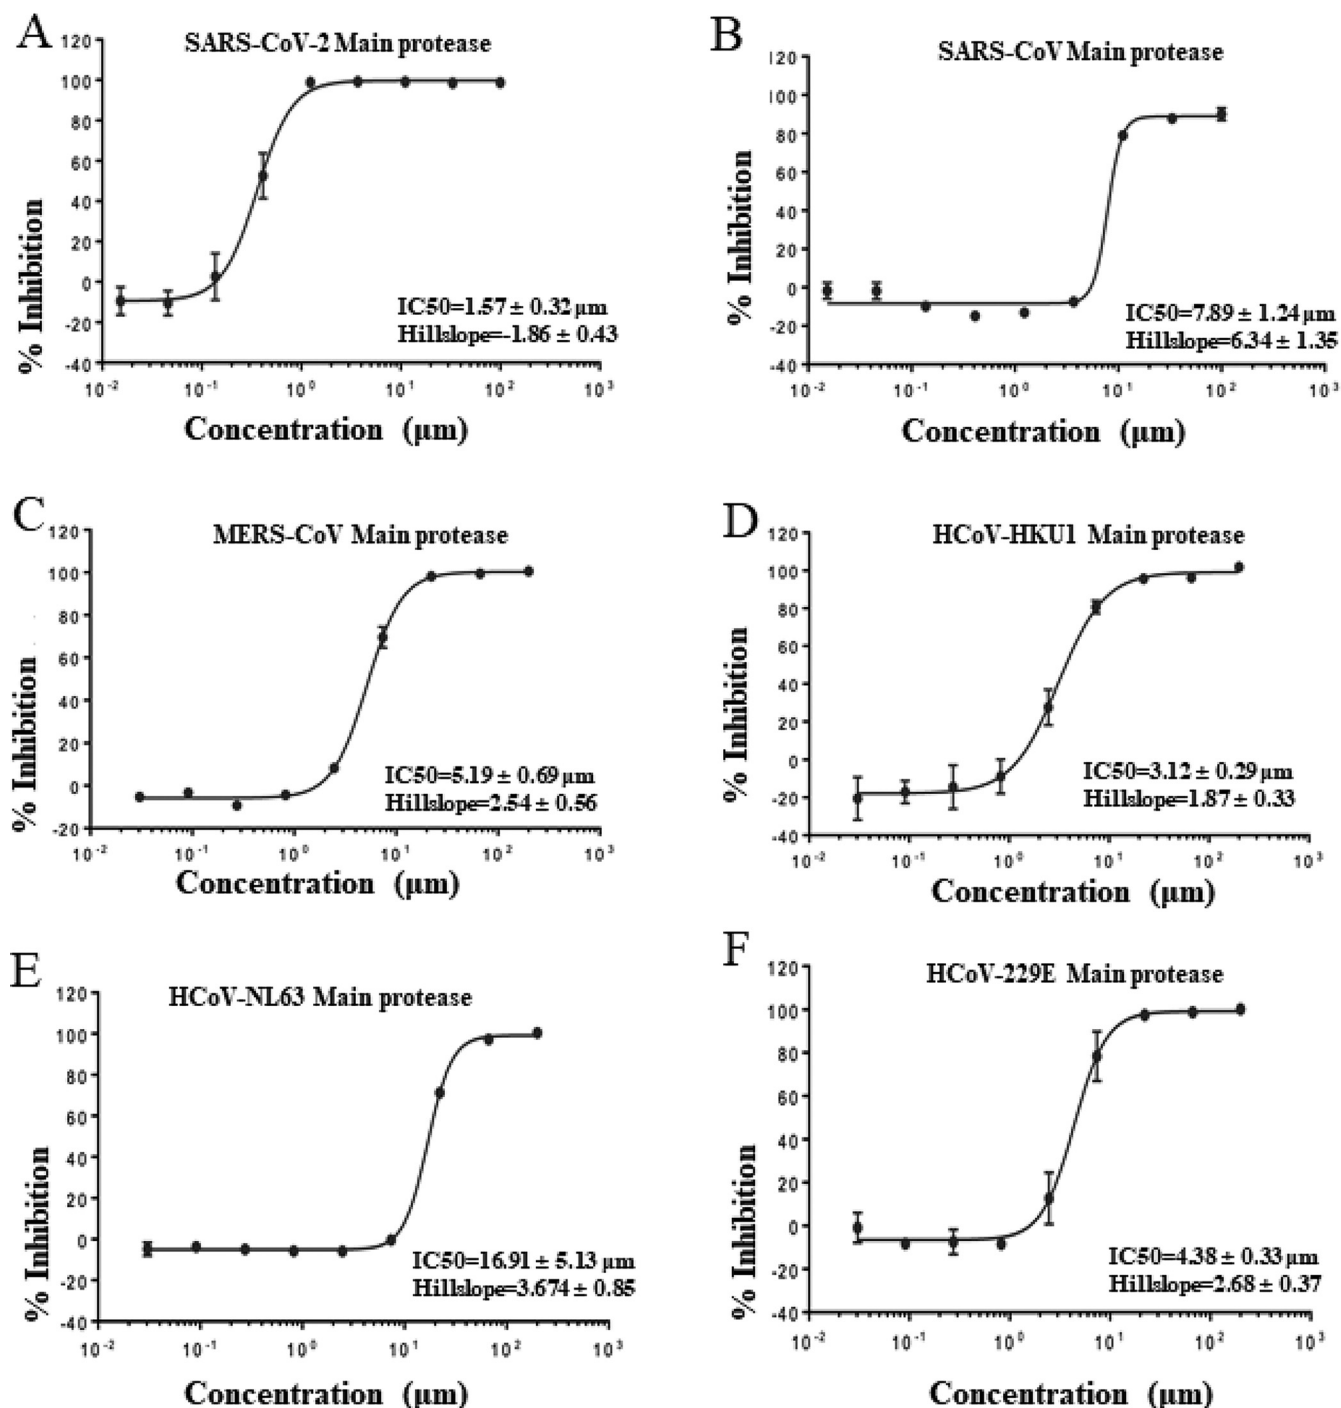 A
SARS-CoV-2 Main protease
120
100
80
60
40
20
0
-20
-40
% Inhibition
IC50=1.57 ± 0.32 μm
Hillslope=-1.86 ± 0.43
10-2 10-1 100 101 102 103
Concentration (μm)
B
SARS-CoV Main protease
120
100
80
60
40
20
0
-20
-40
% Inhibition
IC50=7.89 ± 1.24 μm
Hillslope=6.34 ± 1.35
10-2 10-1 100 101 102 103
Concentration (μm)
C
MERS-CoV Main protease
120
100
80
60
40
20
0
-20
% Inhibition
IC50=5.19 ± 0.69 μm
Hillslope=2.54 ± 0.56
10-2 10-1 100 101 102 103
Concentration (μm)
D
HCoV-HKU1 Main protease
120
100
80
60
40
20
0
-20
-40
% Inhibition
IC50=3.12 ± 0.29 μm
Hillslope=1.87 ± 0.33
10-2 10-1 100 101 102 103
Concentration (μm)
E
HCoV-NL63 Main protease
120
100
80
60
40
20
0
-20
-40
% Inhibition
IC50=16.91 ± 5.13 μm
Hillslope=3.674 ± 0.85
10-2 10-1 100 101 102 103
Concentration (μm)
F
HCoV-229E Main protease
120
100
80
60
40
20
0
-20
-40
% Inhibition
IC50=4.38 ± 0.33 μm
Hillslope=2.68 ± 0.37
10-2 10-1 100 101 102 103
Concentration (μm)